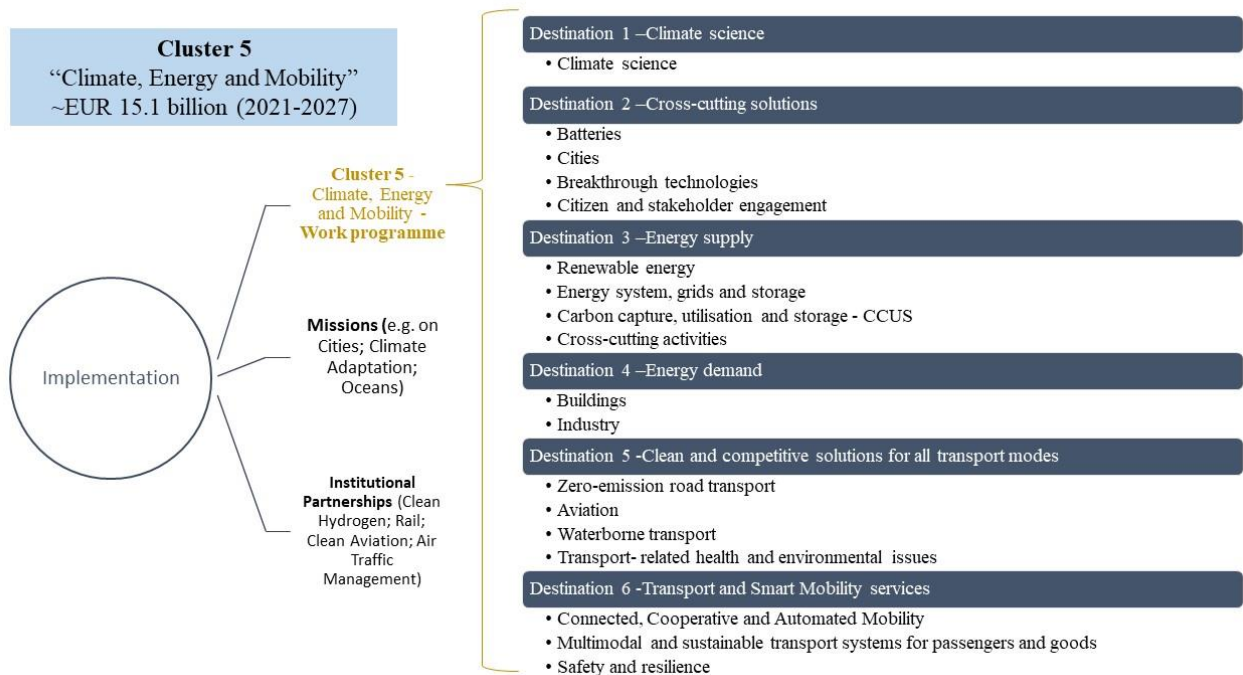 Cluster 5
“Climate, Energy and Mobility”
~EUR 15.1 billion (2021-2027)
Implementation
Cluster 5 -
Climate, Energy
and Mobility -
Work programme
Missions (e.g. on
Cities; Climate
Adaptation;
Oceans)
Institutional
Partnerships (Clean
Hydrogen; Rail;
Clean Aviation; Air
Traffic
Management)
Destination 1 –Climate science
• Climate science
Destination 2 –Cross-cutting solutions
• Batteries
• Cities
• Breakthrough technologies
• Citizen and stakeholder engagement
Destination 3 –Energy supply
• Renewable energy
• Energy system, grids and storage
• Carbon capture, utilisation and storage - CCUS
• Cross-cutting activities
Destination 4 –Energy demand
• Buildings
• Industry
Destination 5 -Clean and competitive solutions for all transport modes
• Zero-emission road transport
• Aviation
• Waterborne transport
• Transport- related health and environmental issues
Destination 6 -Transport and Smart Mobility services
• Connected, Cooperative and Automated Mobility
• Multimodal and sustainable transport systems for passengers and goods
• Safety and resilience